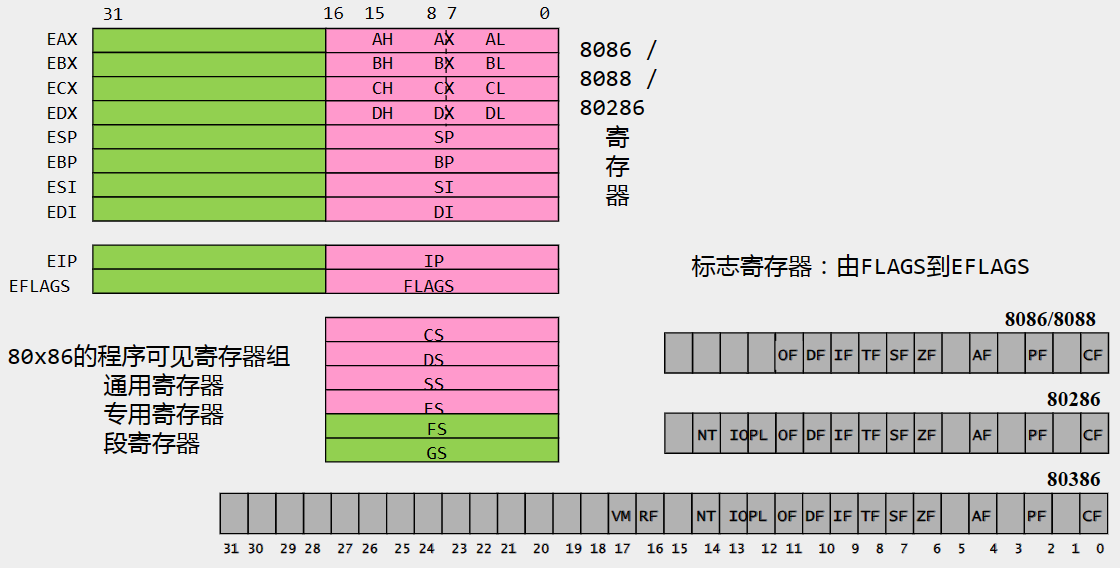 31 16 15 8 7 0
EAX AH AX AL
EBX BH BX BL
ECX CH CX CL
EDX DH DX DL
ESP SP
EBP BP
ESI SI
EDI DI
8086 /
8088 /
80286
寄
存
器
EIP IP
EFLAGS FLAGS
CS
DS
SS
ES
FS
GS
80x86的程序可见寄存器组
通用寄存器
专用寄存器
段寄存器
标志寄存器：由FLAGS到EFLAGS
8086/8088
OF DF IF TF SF ZF AF PF CF
80286
NT IOPL OF DF IF TF SF ZF AF PF CF
80386
VM RF NT IOPL OF DF IF TF SF ZF AF PF CF
31 30 29 28 27 26 25 24 23 22 21 20 19 18 17 16 15 14 13 12 11 10 9 8 7 6 5 4 3 2 1 0